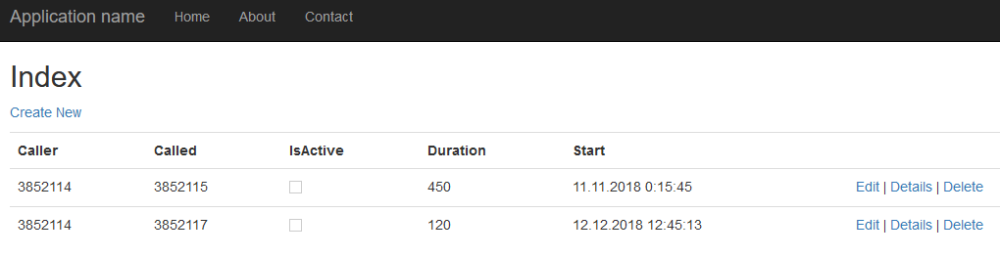 Application name Home About Contact
Index
Create New
Caller Called IsActive Duration Start
3852114 3852115 450 11.11.2018 0:15:45 Edit | Details | Delete
3852114 3852117 120 12.12.2018 12:45:13 Edit | Details | Delete